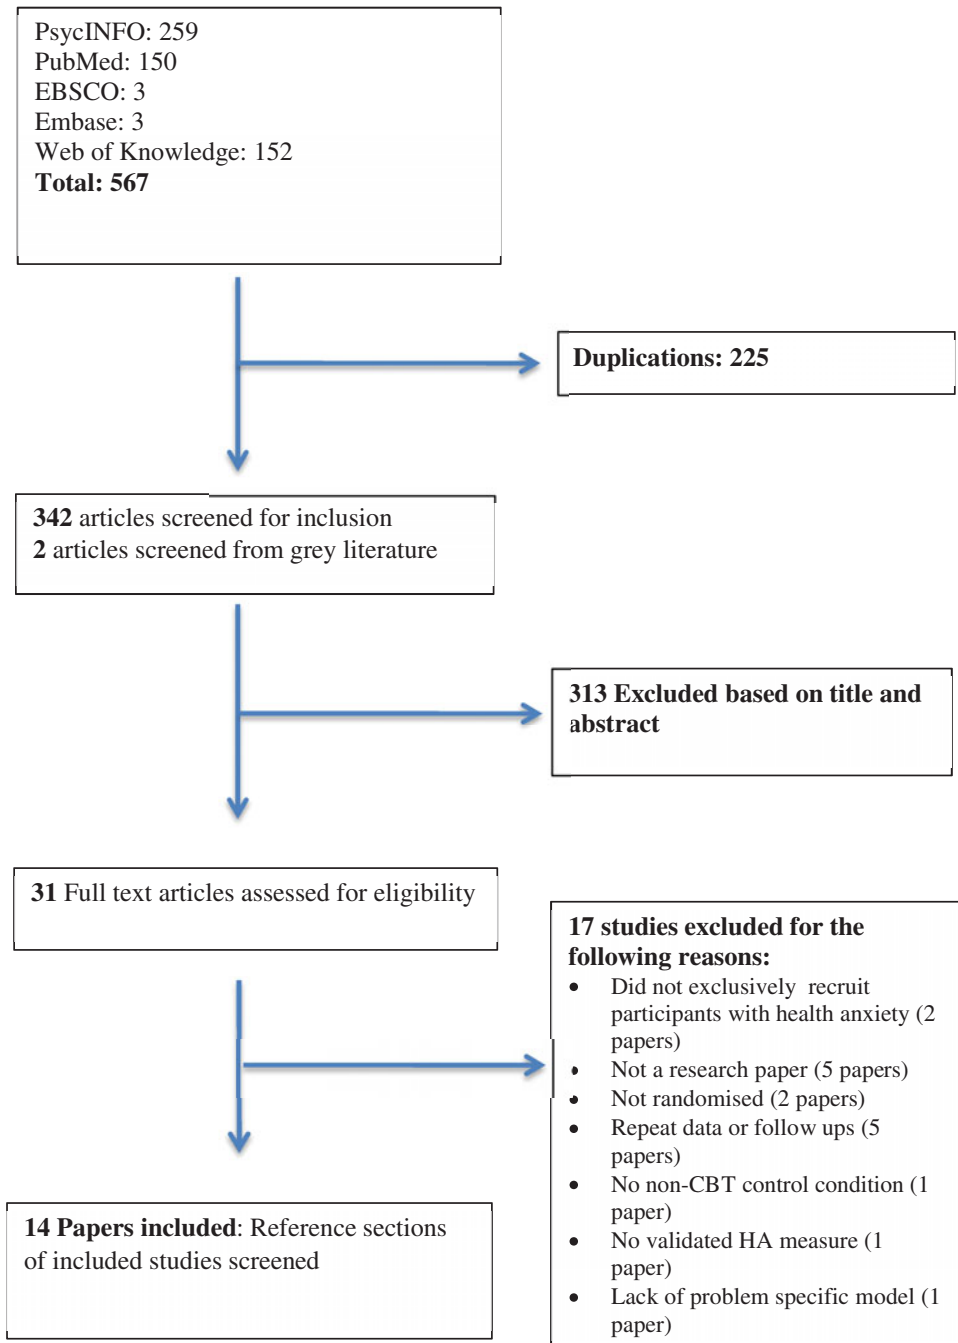 PsycINFO: 259
PubMed: 150
EBSCO: 3
Embase: 3
Web of Knowledge: 152
Total: 567
Duplications: 225
342 articles screened for inclusion
2 articles screened from grey literature
313 Excluded based on title and
abstract
31 Full text articles assessed for eligibility
17 studies excluded for the
following reasons:
• Did not exclusively recruit
participants with health anxiety (2
papers)
• Not a research paper (5 papers)
• Not randomised (2 papers)
• Repeat data or follow ups (5
papers)
• No non-CBT control condition (1
paper)
• No validated HA measure (1
paper)
• Lack of problem specific model (1
paper)
14 Papers included: Reference sections
of included studies screened